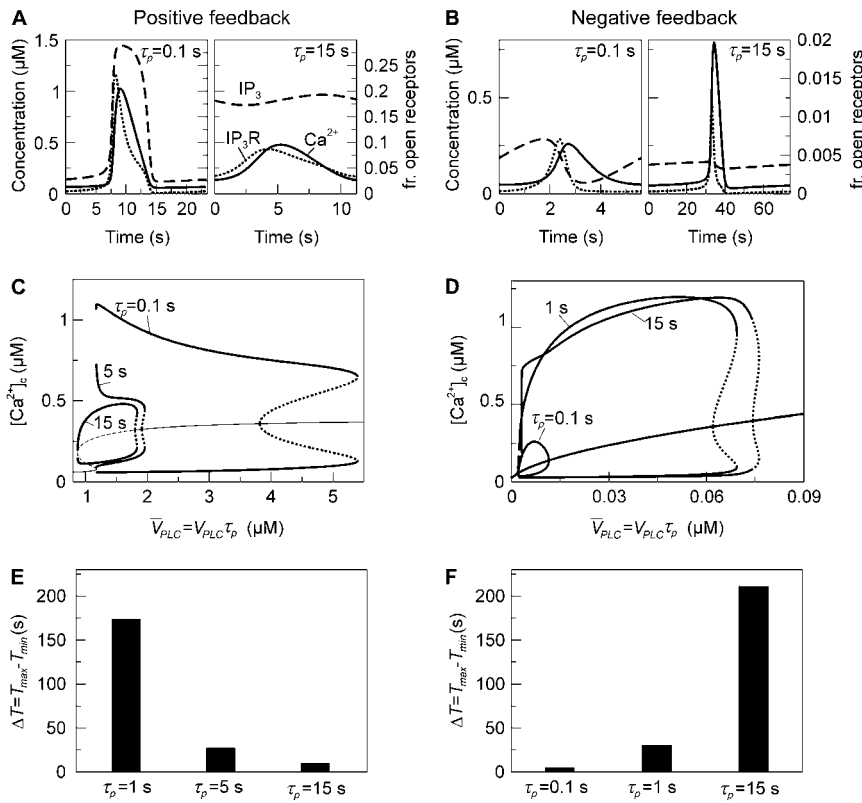 A Positive feedback
B Negative feedback
Concentration (µM)
1.5
1
0.5
0
τp=0.1 s
τp=15 s
IP3
IP3R
Ca2+
0.25
0.2
0.15
0.1
0.05
0
fr. open receptors
0 5 10 15 20
0 5 10
Time (s)
Time (s)
Concentration (µM)
0.75
0.5
0
τp=0.1 s
τp=15 s
0.02
0.015
0.01
0.005
0
fr. open receptors
0 2 4
0 20 40 60
Time (s)
Time (s)
C
[Ca2+]c (µM)
1
0.5
0
τp=0.1 s
5 s
15 s
1 2 3 4 5
V̅PLC=VPLCτp (µM)
D
[Ca2+]c (µM)
1
0.5
0
1 s
15 s
τp=0.1 s
0 0.03 0.06 0.09
V̅PLC=VPLCτp (µM)
E
ΔT=Tmax-Tmin(s)
200
150
100
50
0
τp=1 s τp=5 s τp=15 s
F
ΔT=Tmax-Tmin(s)
200
150
100
50
0
τp=0.1 s τp=1 s τp=15 s